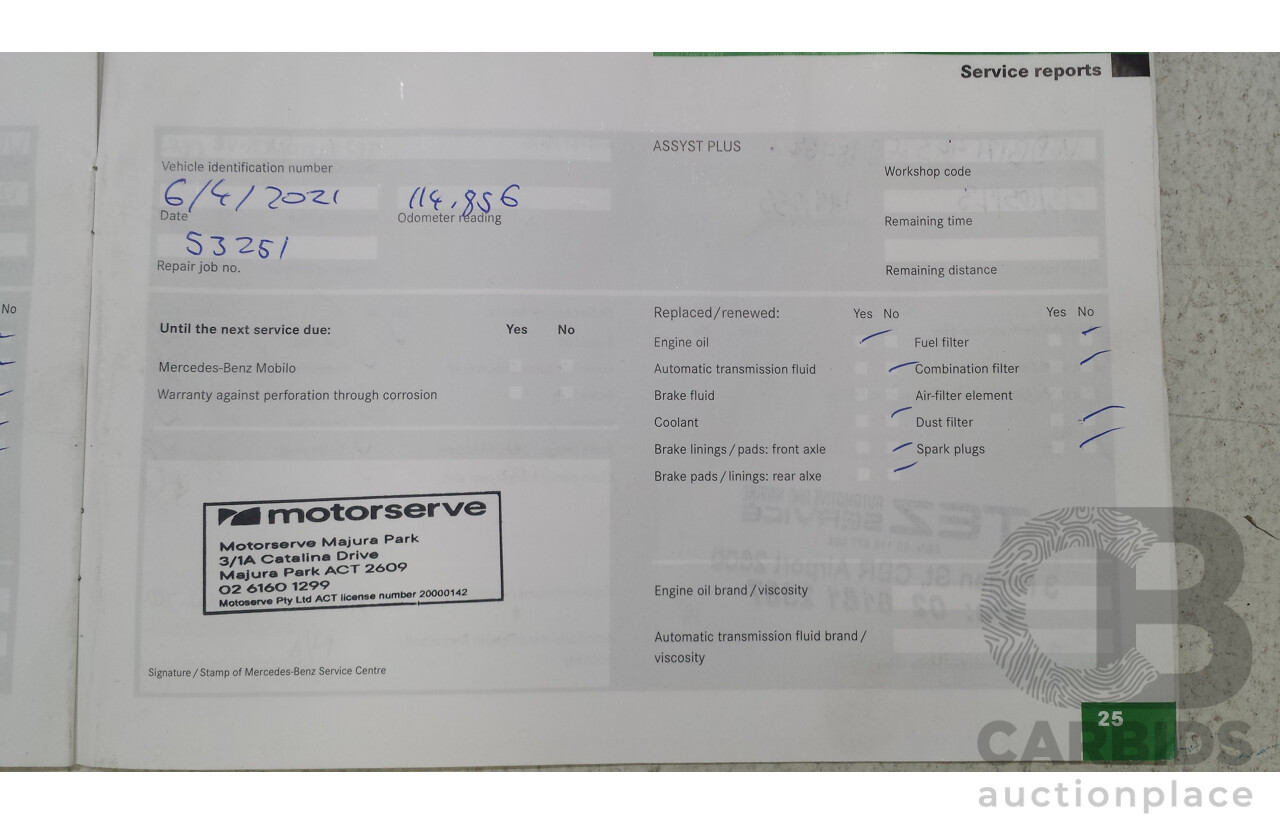 Service reports
ASSYST PLUS
Vehicle identification number
Workshop code
6/4/2021
114,856
Date
Odometer reading
Remaining time
53251
Repair job no.
Remaining distance
No
Until the next service due: Yes No
Mercedes-Benz Mobilo
Warranty against perforation through corrosion
Replaced/renewed: Yes No Yes No
Engine oil Fuel filter
Automatic transmission fluid Combination filter
Brake fluid Air-filter element
Coolant Dust filter
Brake linings/pads: front axle Spark plugs
Brake pads/linings: rear alxe
motorserve
Motorserve Majura Park
3/1A Catalina Drive
Majura Park ACT 2609
02 6160 1299
Motoserve Pty Ltd ACT license number 20000142
Engine oil brand/viscosity
Automatic transmission fluid brand/
viscosity
Signature/Stamp of Mercedes-Benz Service Centre
25
CARBIDS
auctionplace